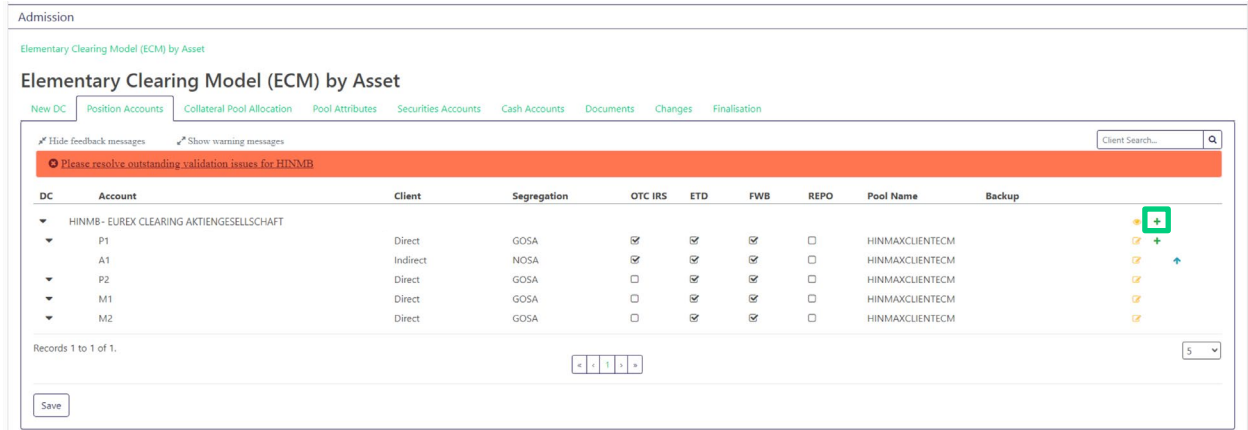 Admission
Elementary Clearing Model (ECM) by Asset
Elementary Clearing Model (ECM) by Asset
New DC Position Accounts Collateral Pool Allocation Pool Attributes Securities Accounts Cash Accounts Documents Changes Finalisation
Hide feedback messages Show warning messages Client Search...
Please resolve outstanding validation issues for HINMB
DC Account Client Segregation OTC IRS ETD FWB REPO Pool Name Backup
HINMB- EUREX CLEARING AKTIENGESELLSCHAFT
P1 Direct GOSA HINMAXCLIENTECM
A1 Indirect NOSA HINMAXCLIENTECM
P2 Direct GOSA HINMAXCLIENTECM
M1 Direct GOSA HINMAXCLIENTECM
M2 Direct GOSA HINMAXCLIENTECM
Records 1 to 1 of 1. « ‹ 1 › » 5
Save